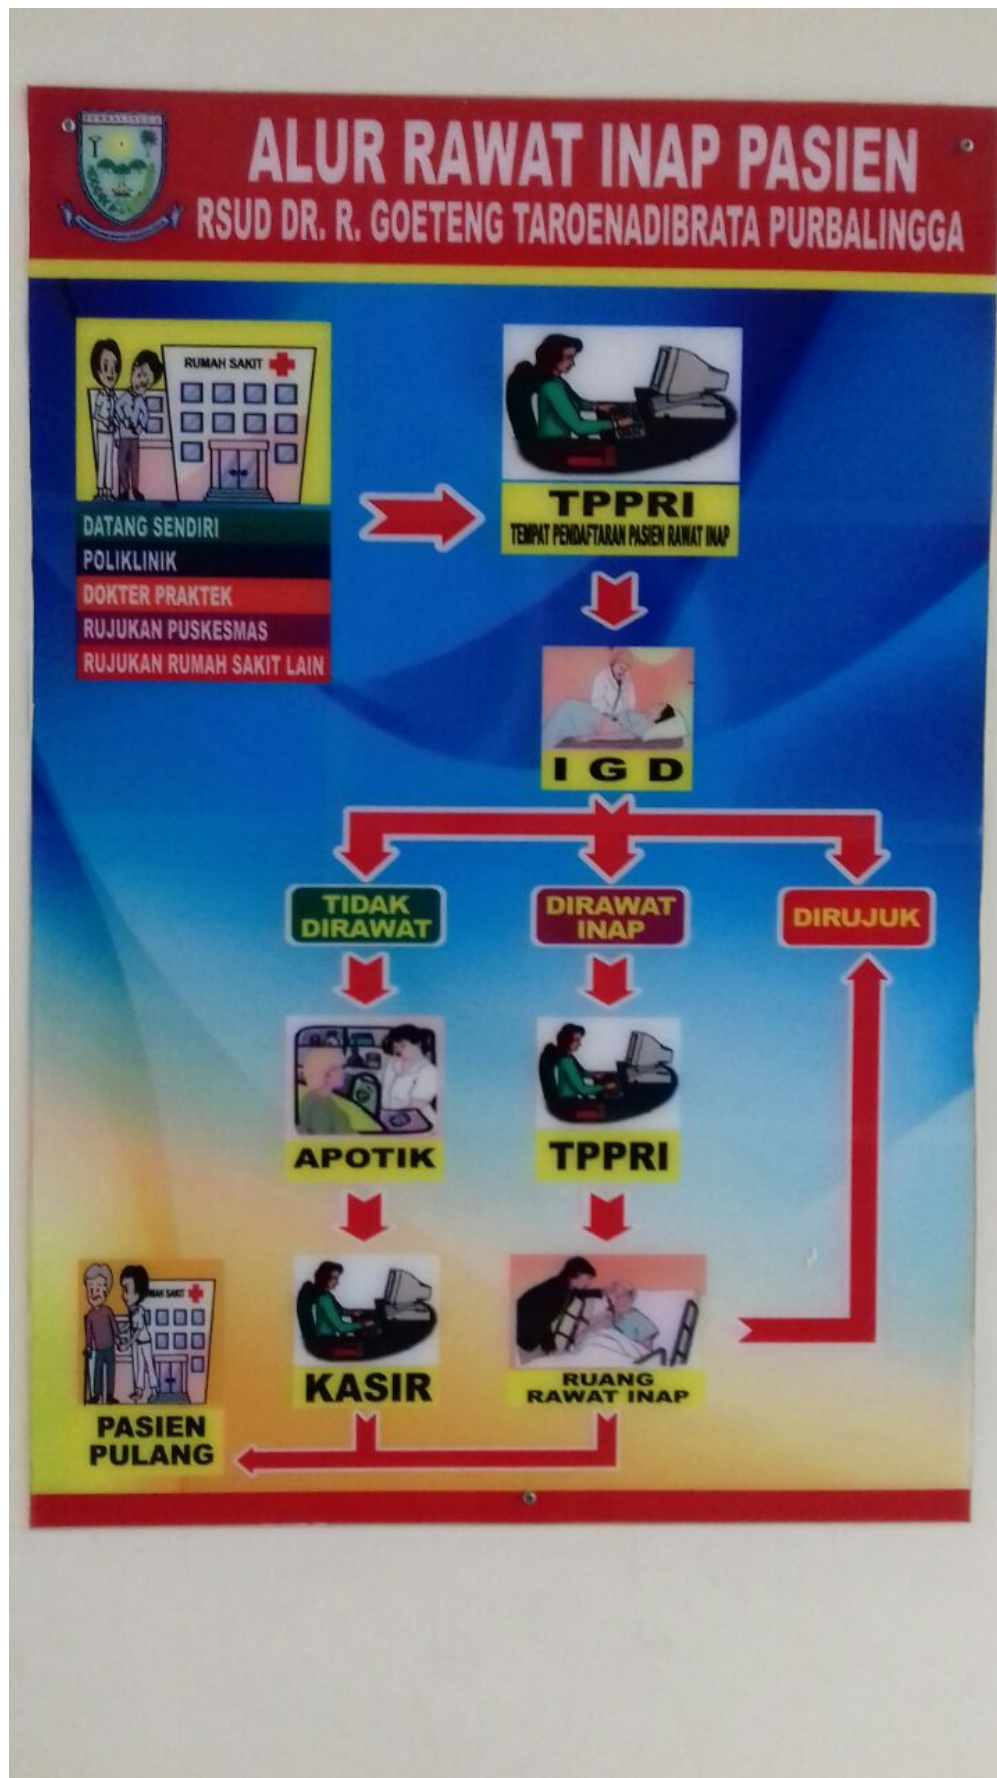 PURBALINGGA
ALUR RAWAT INAP PASIEN
RSUD DR. R. GOETENG TAROENADIBRATA PURBALINGGA
RUMAH SAKIT
DATANG SENDIRI
POLIKLINIK
DOKTER PRAKTEK
RUJUKAN PUSKESMAS
RUJUKAN RUMAH SAKIT LAIN
TPPRI
TEMPAT PENDAFTARAN PASIEN RAWAT INAP
I G D
TIDAK
DIRAWAT
DIRAWAT
INAP
DIRUJUK
APOTIK
TPPRI
KASIR
RUANG
RAWAT INAP
SAKIT
PASIEN
PULANG